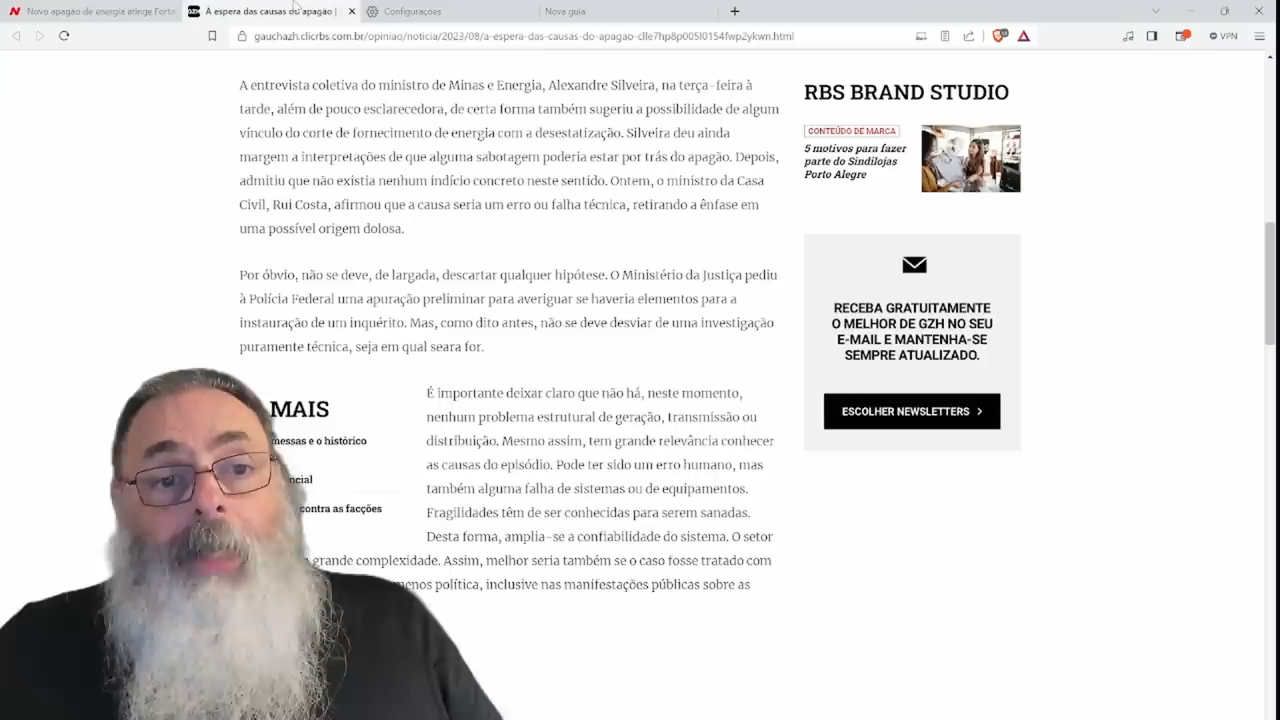 Novo apagão de energia atinge Forta
À espera das causas do apagão |
Configurações
Nova guia
gauchazh.clicrbs.com.br/opiniao/noticia/2023/08/a-espera-das-causas-do-apagao-clle7hp8p005l0154fwp2ykwn.html
VPN
A entrevista coletiva do ministro de Minas e Energia, Alexandre Silveira, na terça-feira à
tarde, além de pouco esclarecedora, de certa forma também sugeriu a possibilidade de algum
vínculo do corte de fornecimento de energia com a desestatização. Silveira deu ainda
margem a interpretações de que alguma sabotagem poderia estar por trás do apagão. Depois,
admitiu que não existia nenhum indício concreto neste sentido. Ontem, o ministro da Casa
Civil, Rui Costa, afirmou que a causa seria um erro ou falha técnica, retirando a ênfase em
uma possível origem dolosa.
Por óbvio, não se deve, de largada, descartar qualquer hipótese. O Ministério da Justiça pediu
à Polícia Federal uma apuração preliminar para averiguar se haveria elementos para a
instauração de um inquérito. Mas, como dito antes, não se deve desviar de uma investigação
puramente técnica, seja em qual seara for.
MAIS
messas e o histórico
ncial
contra as facções
É importante deixar claro que não há, neste momento,
nenhum problema estrutural de geração, transmissão ou
distribuição. Mesmo assim, tem grande relevância conhecer
as causas do episódio. Pode ter sido um erro humano, mas
também alguma falha de sistemas ou de equipamentos.
Fragilidades têm de ser conhecidas para serem sanadas.
Desta forma, amplia-se a confiabilidade do sistema. O setor
grande complexidade. Assim, melhor seria também se o caso fosse tratado com
menos política, inclusive nas manifestações públicas sobre as
RBS BRAND STUDIO
CONTEÚDO DE MARCA
5 motivos para fazer
parte do Sindilojas
Porto Alegre
RECEBA GRATUITAMENTE
O MELHOR DE GZH NO SEU
E-MAIL E MANTENHA-SE
SEMPRE ATUALIZADO.
ESCOLHER NEWSLETTERS